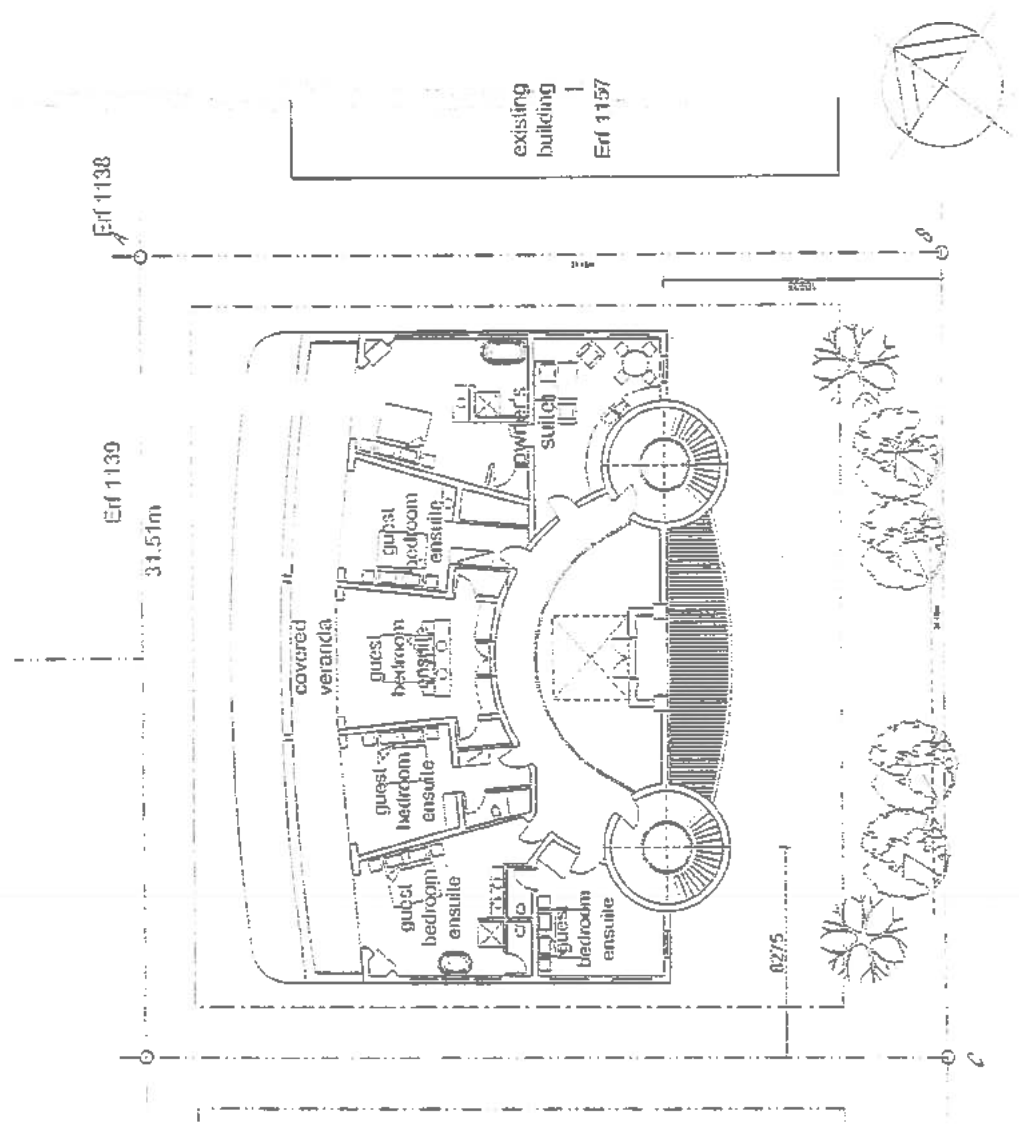 existing
building
Erf 1157
Erf 1138
A
B
Erf 1139
31.51m
covered
veranda
owner's
suite
guest
bedroom
ensuite
guest
bedroom
ensuite
guest
bedroom
ensuite
guest
bedroom
ensuite
guest
bedroom
ensuite
8275
C